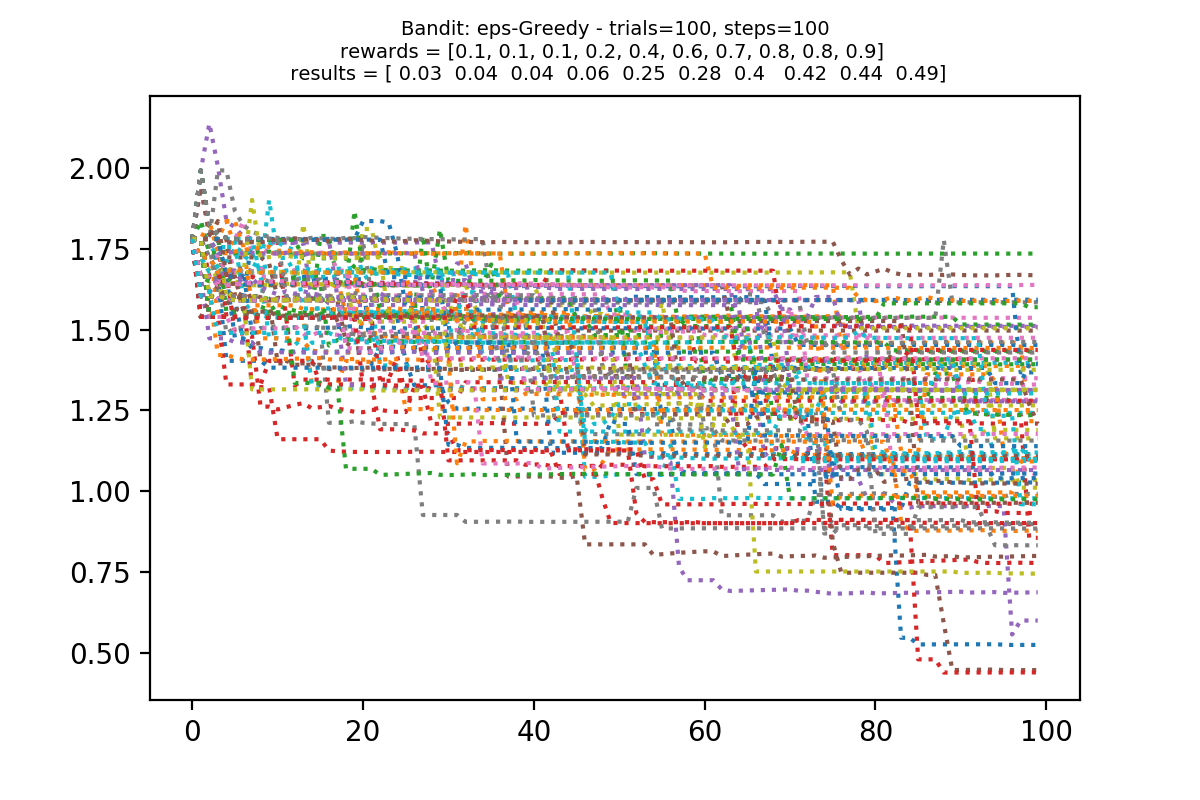 Bandit: eps-Greedy - trials=100, steps=100
rewards = [0.1, 0.1, 0.1, 0.2, 0.4, 0.6, 0.7, 0.8, 0.8, 0.9]
results = [ 0.03 0.04 0.04 0.06 0.25 0.28 0.4 0.42 0.44 0.49]
2.00
1.75
1.50
1.25
1.00
0.75
0.50
0 20 40 60 80 100